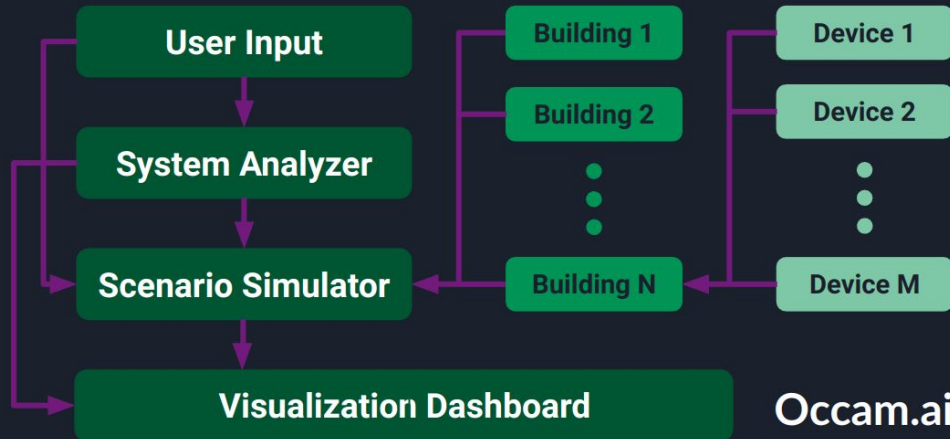 User Input
Building 1
Device 1
Building 2
Device 2
System Analyzer
Scenario Simulator
Building N
Device M
Visualization Dashboard
Occam.ai